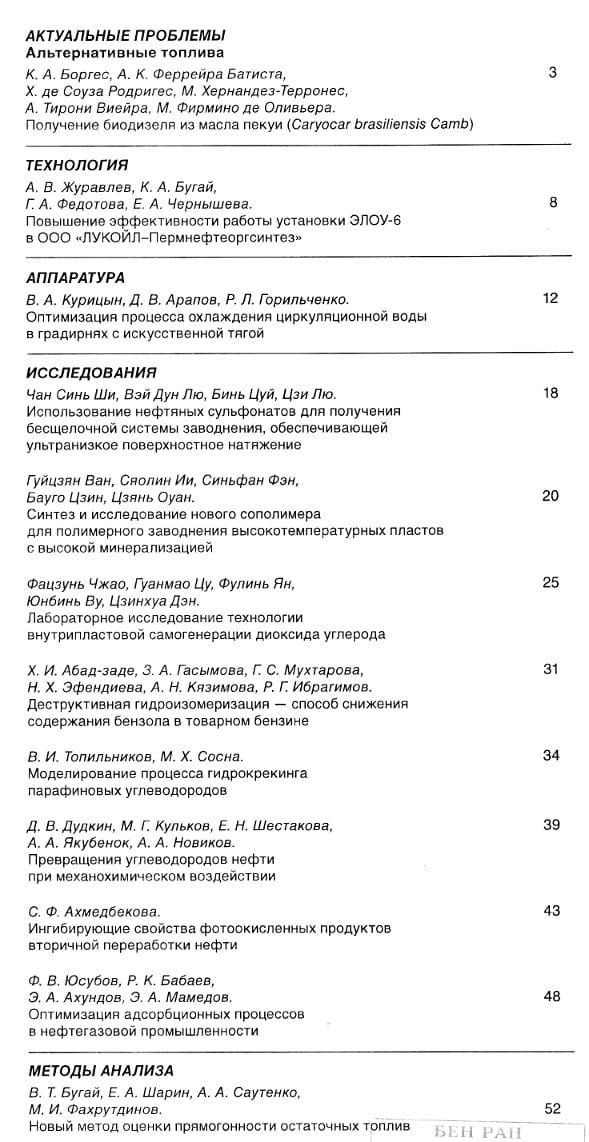 АКТУАЛЬНЫЕ ПРОБЛЕМЫ
Альтернативные топлива
К. А. Боргес, А. К. Феррейра Батиста, 3
Х. де Соуза Родригес, М. Хернандез-Терронес,
А. Тирони Виейра, М. Фирмино де Оливьера.
Получение биодизеля из масла пекуи (Caryocar brasiliensis Camb)
ТЕХНОЛОГИЯ
А. В. Журавлев, К. А. Бугай,
Г. А. Федотова, Е. А. Чернышева. 8
Повышение эффективности работы установки ЭЛОУ-6
в ООО «ЛУКОЙЛ–Пермнефтеоргсинтез»
АППАРАТУРА
В. А. Курицын, Д. В. Арапов, Р. Л. Горильченко. 12
Оптимизация процесса охлаждения циркуляционной воды
в градирнях с искусственной тягой
ИССЛЕДОВАНИЯ
Чан Синь Ши, Вэй Дун Лю, Бинь Цуй, Цзи Лю. 18
Использование нефтяных сульфонатов для получения
бесщелочной системы заводнения, обеспечивающей
ультранизкое поверхностное натяжение
Гуйцзян Ван, Сяолин Ии, Синьфан Фэн,
Бауго Цзин, Цзянь Оуан. 20
Синтез и исследование нового сополимера
для полимерного заводнения высокотемпературных пластов
с высокой минерализацией
Фацзунь Чжао, Гуанмао Цу, Фулинь Ян, 25
Юнбинь Ву, Цзинхуа Дэн.
Лабораторное исследование технологии
внутрипластовой самогенерации диоксида углерода
Х. И. Абад-заде, З. А. Гасымова, Г. С. Мухтарова, 31
Н. Х. Эфендиева, А. Н. Кязимова, Р. Г. Ибрагимов.
Деструктивная гидроизомеризация — способ снижения
содержания бензола в товарном бензине
В. И. Топильников, М. Х. Сосна. 34
Моделирование процесса гидрокрекинга
парафиновых углеводородов
Д. В. Дудкин, М. Г. Кульков, Е. Н. Шестакова, 39
А. А. Якубенок, А. А. Новиков.
Превращения углеводородов нефти
при механохимическом воздействии
С. Ф. Ахмедбекова. 43
Ингибирующие свойства фотоокисленных продуктов
вторичной переработки нефти
Ф. В. Юсубов, Р. К. Бабаев,
Э. А. Ахундов, Э. А. Мамедов. 48
Оптимизация адсорбционных процессов
в нефтегазовой промышленности
МЕТОДЫ АНАЛИЗА
В. Т. Бугай, Е. А. Шарин, А. А. Саутенко,
М. И. Фахрутдинов. 52
Новый метод оценки прямогонности остаточных топлив
БЕН РАН